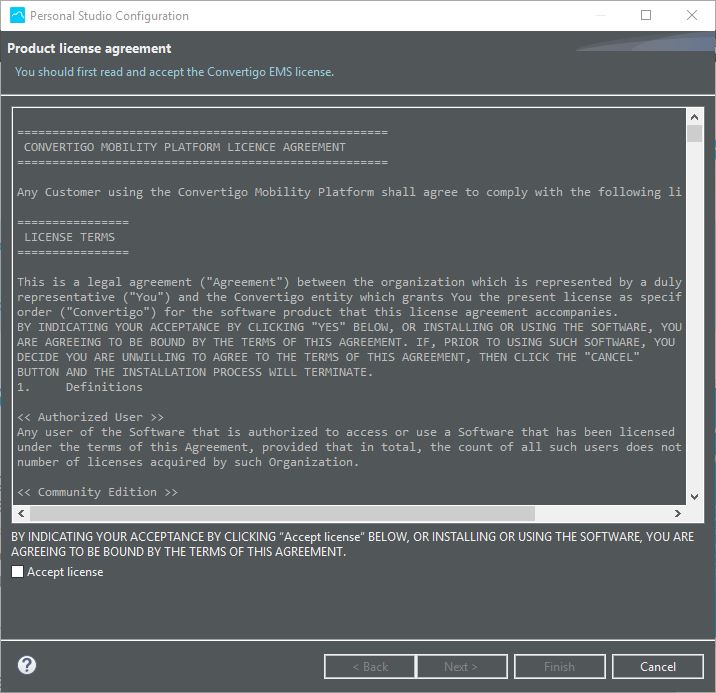 Personal Studio Configuration
Product license agreement
You should first read and accept the Convertigo EMS license.
=====================================================
CONVERTIGO MOBILITY PLATFORM LICENCE AGREEMENT
=====================================================
Any Customer using the Convertigo Mobility Platform shall agree to comply with the following li
================
LICENSE TERMS
================
This is a legal agreement ("Agreement") between the organization which is represented by a duly
representative ("You") and the Convertigo entity which grants You the present license as specif
order ("Convertigo") for the software product that this license agreement accompanies.
BY INDICATING YOUR ACCEPTANCE BY CLICKING "YES" BELOW, OR INSTALLING OR USING THE SOFTWARE, YOU
ARE AGREEING TO BE BOUND BY THE TERMS OF THIS AGREEMENT. IF, PRIOR TO USING SUCH SOFTWARE, YOU
DECIDE YOU ARE UNWILLING TO AGREE TO THE TERMS OF THIS AGREEMENT, THEN CLICK THE "CANCEL"
BUTTON AND THE INSTALLATION PROCESS WILL TERMINATE.
1. Definitions
<< Authorized User >>
Any user of the Software that is authorized to access or use a Software that has been licensed
under the terms of this Agreement, provided that in total, the count of all such users does not
number of licenses acquired by such Organization.
<< Community Edition >>
BY INDICATING YOUR ACCEPTANCE BY CLICKING "Accept license" BELOW, OR INSTALLING OR USING THE SOFTWARE, YOU ARE
AGREEING TO BE BOUND BY THE TERMS OF THIS AGREEMENT.
Accept license
?
< Back
Next >
Finish
Cancel